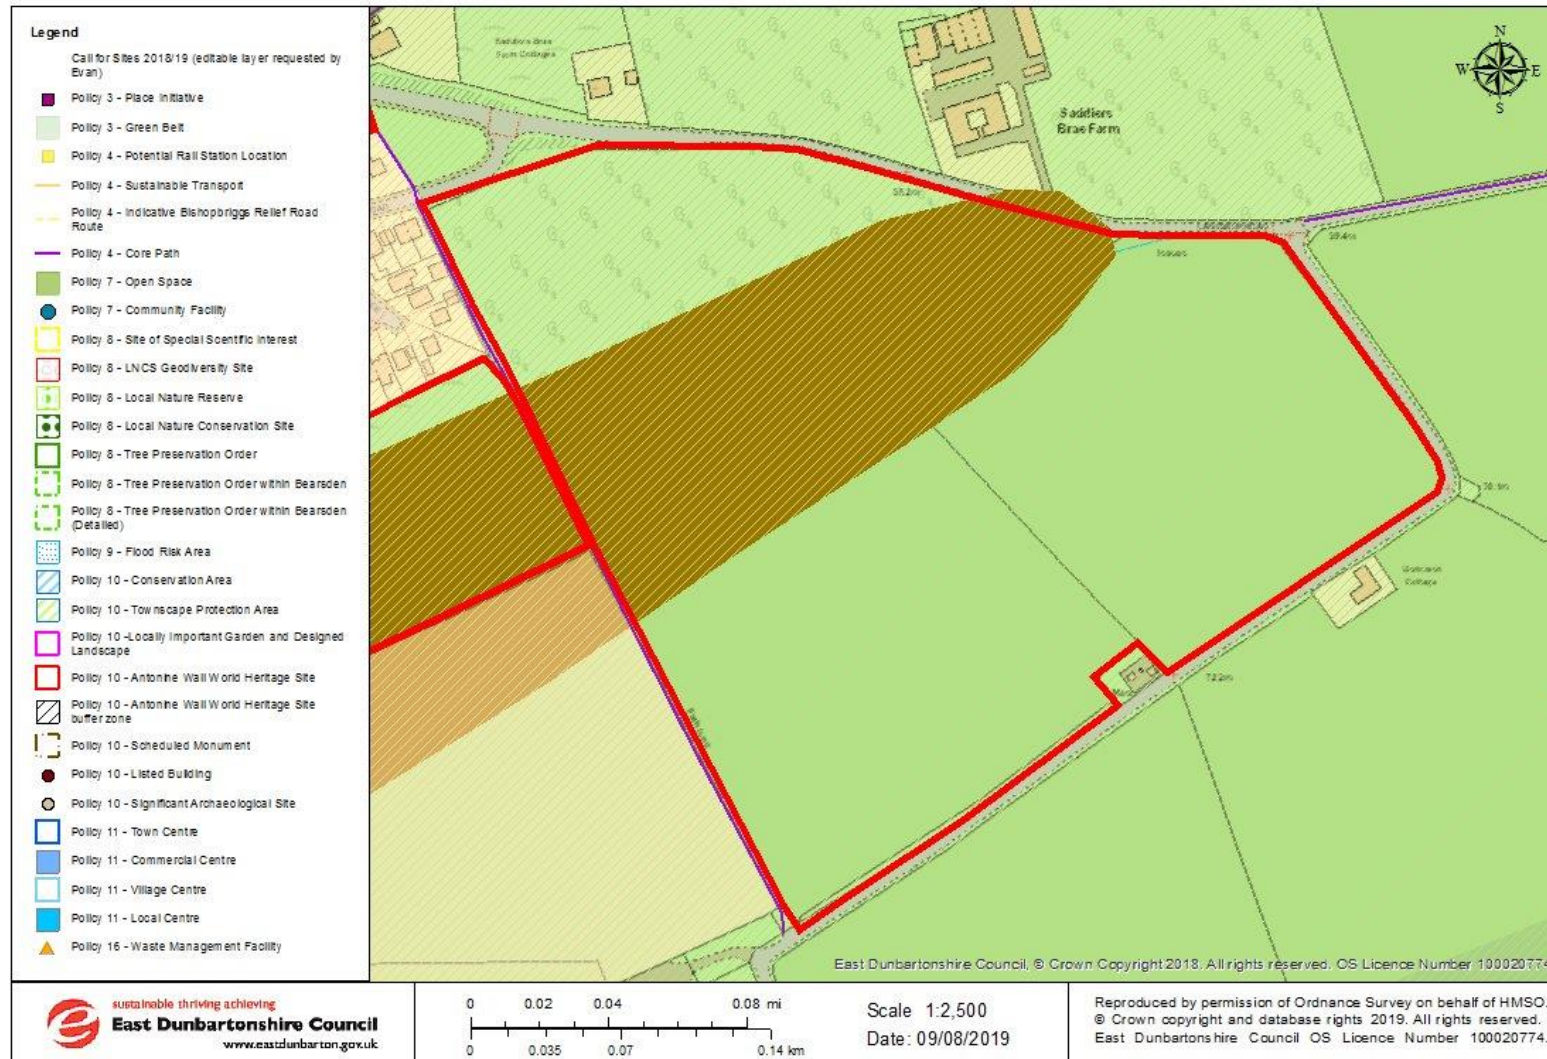 Legend
Call for Sites 2018/19 (editable layer requested by
Evan)
Policy 3 - Place Initiative
Policy 3 - Green Belt
Policy 4 - Potential Rail Station Location
Policy 4 - Sustainable Transport
Policy 4 - Indicative Bishopbriggs Relief Road
Route
Policy 4 - Core Path
Policy 7 - Open Space
Policy 7 - Community Facility
Policy 8 - Site of Special Scientific Interest
Policy 8 - LNCS Geodiversity Site
Policy 8 - Local Nature Reserve
Policy 8 - Local Nature Conservation Site
Policy 8 - Tree Preservation Order
Policy 8 - Tree Preservation Order within Bearsden
Policy 8 - Tree Preservation Order within Bearsden
(Detailed)
Policy 9 - Flood Risk Area
Policy 10 - Conservation Area
Policy 10 - Townscape Protection Area
Policy 10 -Locally Important Garden and Designed
Landscape
Policy 10 - Antonine Wall World Heritage Site
Policy 10 - Antonine Wall World Heritage Site
buffer zone
Policy 10 - Scheduled Monument
Policy 10 - Listed Building
Policy 10 - Significant Archaeological Site
Policy 11 - Town Centre
Policy 11 - Commercial Centre
Policy 11 - Village Centre
Policy 11 - Local Centre
Policy 16 - Waste Management Facility
N
W E
S
Saddlers
Brae Farm
Saddlers Brae
Farm Cottages
Issues
72.2m
Cottage
East Dunbartonshire Council, © Crown Copyright 2018. All rights reserved. OS Licence Number 100020774
sustainable thriving achieving
East Dunbartonshire Council
www.eastdunbarton.gov.uk
0 0.02 0.04 0.08 mi
0 0.035 0.07 0.14 km
Scale 1:2,500
Date: 09/08/2019
Reproduced by permission of Ordnance Survey on behalf of HMSO.
© Crown copyright and database rights 2019. All rights reserved.
East Dunbartonshire Council OS Licence Number 100020774.